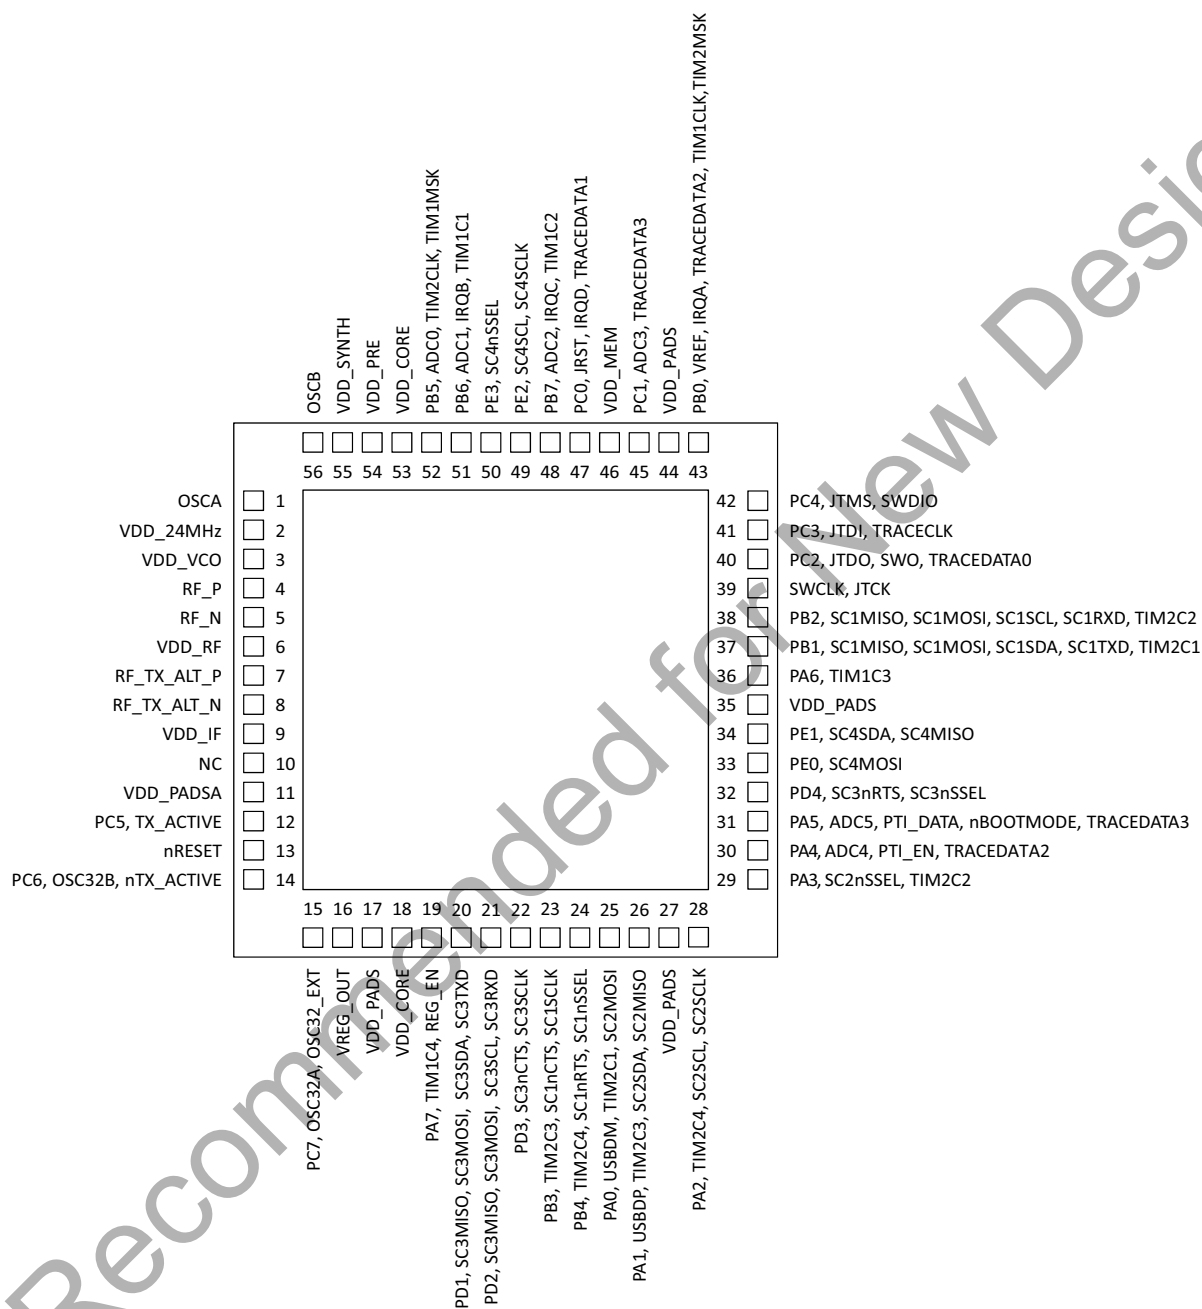 OSCB
VDD_SYNTH
VDD_PRE
VDD_CORE
PB5, ADC0, TIM2CLK, TIM1MSK
PB6, ADC1, IRQB, TIM1C1
PE3, SC4nSSEL
PE2, SC4SCL, SC4SCLK
PB7, ADC2, IRQC, TIM1C2
PC0, JRST, IRQD, TRACEDATA1
VDD_MEM
PC1, ADC3, TRACEDATA3
VDD_PADS
PB0, VREF, IRQA, TRACEDATA2, TIM1CLK,TIM2MSK
56 55 54 53 52 51 50 49 48 47 46 45 44 43
OSCA 1
VDD_24MHz 2
VDD_VCO 3
RF_P 4
RF_N 5
VDD_RF 6
RF_TX_ALT_P 7
RF_TX_ALT_N 8
VDD_IF 9
NC 10
VDD_PADSA 11
PC5, TX_ACTIVE 12
nRESET 13
PC6, OSC32B, nTX_ACTIVE 14
42 PC4, JTMS, SWDIO
41 PC3, JTDI, TRACECLK
40 PC2, JTDO, SWO, TRACEDATA0
39 SWCLK, JTCK
38 PB2, SC1MISO, SC1MOSI, SC1SCL, SC1RXD, TIM2C2
37 PB1, SC1MISO, SC1MOSI, SC1SDA, SC1TXD, TIM2C1
36 PA6, TIM1C3
35 VDD_PADS
34 PE1, SC4SDA, SC4MISO
33 PE0, SC4MOSI
32 PD4, SC3nRTS, SC3nSSEL
31 PA5, ADC5, PTI_DATA, nBOOTMODE, TRACEDATA3
30 PA4, ADC4, PTI_EN, TRACEDATA2
29 PA3, SC2nSSEL, TIM2C2
15 16 17 18 19 20 21 22 23 24 25 26 27 28
PC7, OSC32A, OSC32_EXT
VREG_OUT
VDD_PADS
VDD_CORE
PA7, TIM1C4, REG_EN
PD1, SC3MISO, SC3MOSI, SC3SDA, SC3TXD
PD2, SC3MISO, SC3MOSI, SC3SCL, SC3RXD
PD3, SC3nCTS, SC3SCLK
PB3, TIM2C3, SC1nCTS, SC1SCLK
PB4, TIM2C4, SC1nRTS, SC1nSSEL
PA0, USBDM, TIM2C1, SC2MOSI
PA1, USBDP, TIM2C3, SC2SDA, SC2MISO
VDD_PADS
PA2, TIM2C4, SC2SCL, SC2SCLK
Recommended for New Desig